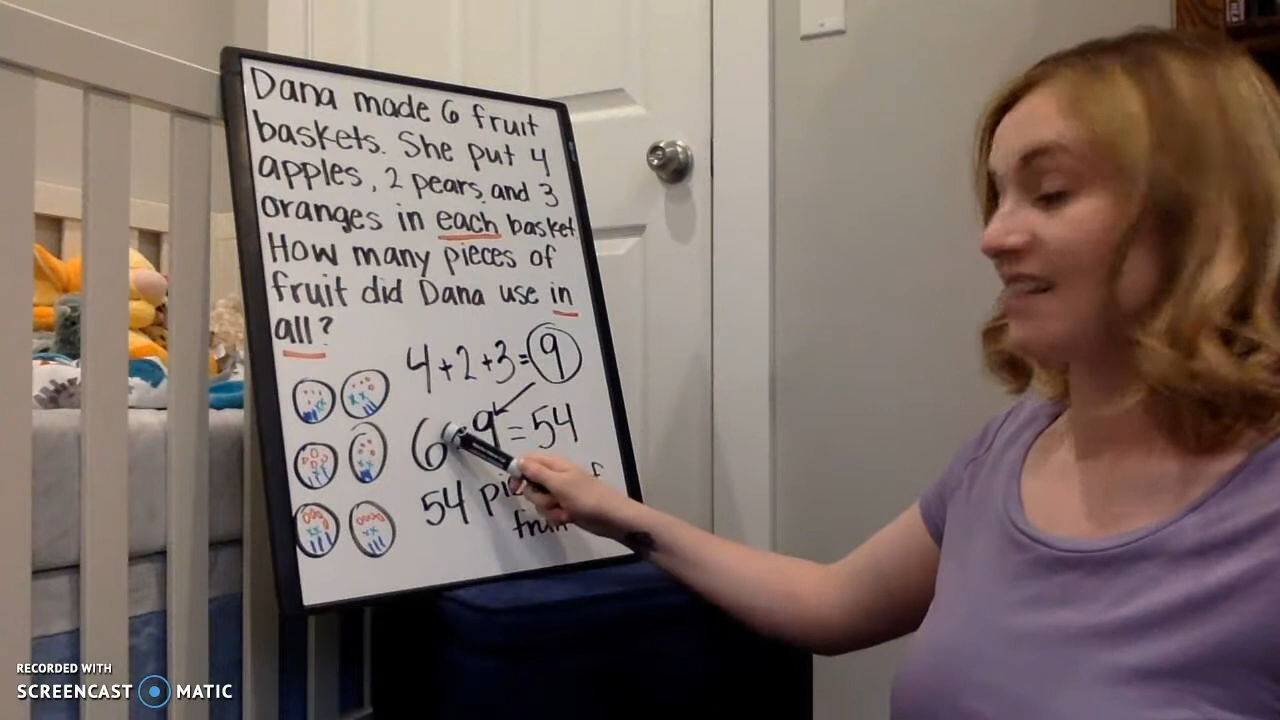 Dana made 6 fruit
baskets. She put 4
apples, 2 pears, and 3
oranges in each basket.
How many pieces of
fruit did Dana use in
all?
4+2+3=9
6 · 9 = 54
54
RECORDED WITH
SCREENCAST MATIC